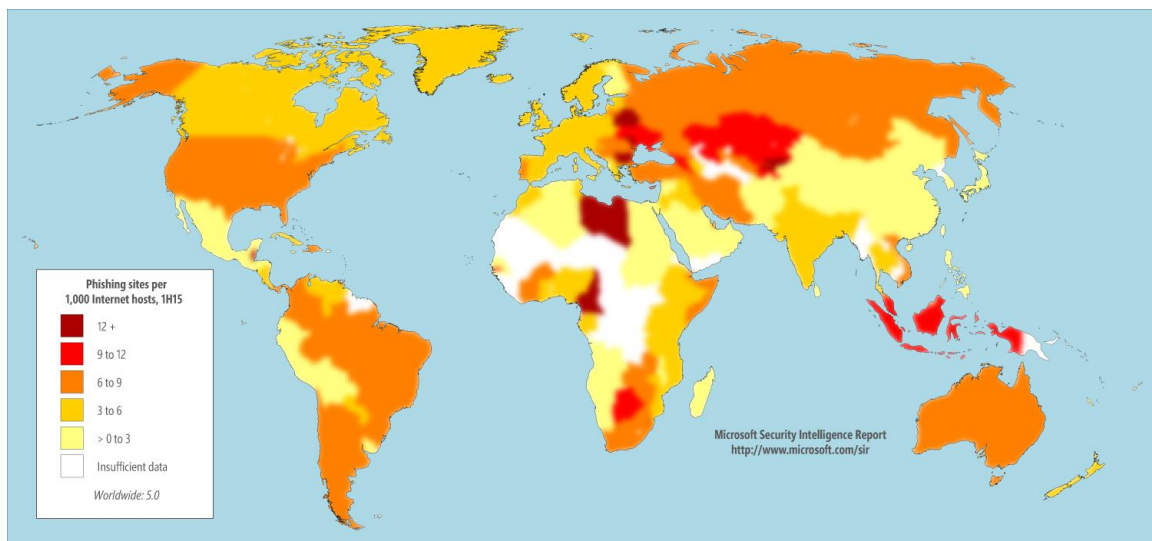 Phishing sites per
1,000 Internet hosts, 1H15
12 +
9 to 12
6 to 9
3 to 6
> 0 to 3
Insufficient data
Worldwide: 5.0
Microsoft Security Intelligence Report
http://www.microsoft.com/sir